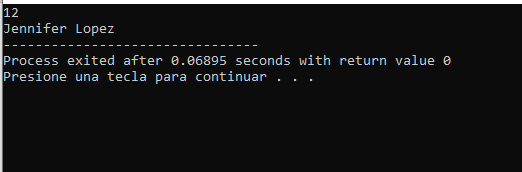 12
Jennifer Lopez
--------------------------------
Process exited after 0.06895 seconds with return value 0
Presione una tecla para continuar . . .